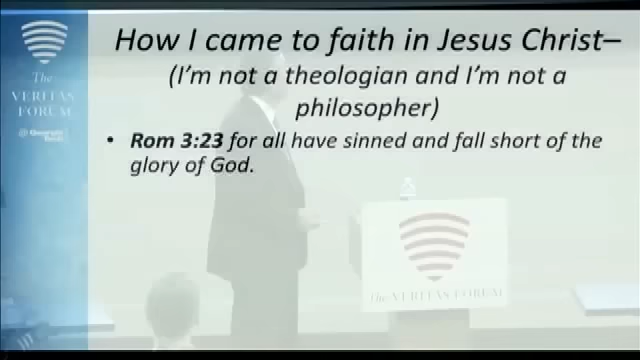 How I came to faith in Jesus Christ–
(I'm not a theologian and I'm not a
philosopher)
• Rom 3:23 for all have sinned and fall short of the
glory of God.
The
VERITAS
FORUM
The VERITAS FORUM